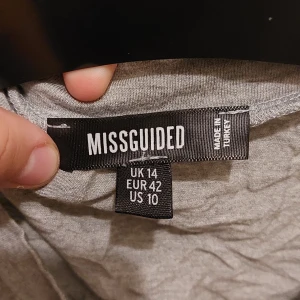 MISSGUIDED
MADE IN
TURKEY
UK 14
EUR 42
US 10